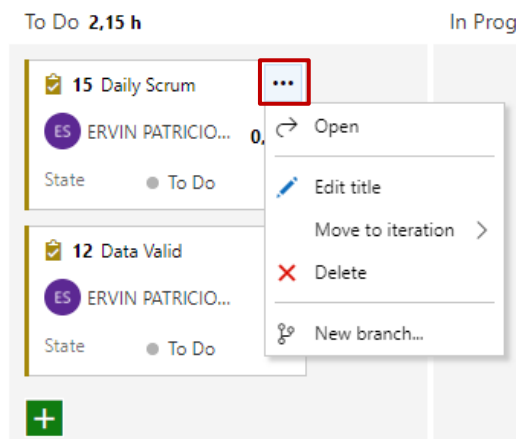 To Do 2,15 h
In Prog
15 Daily Scrum
ES ERVIN PATRICIO... 0,
State To Do
Open
Edit title
Move to iteration
Delete
New branch...
12 Data Valid
ES ERVIN PATRICIO...
State To Do